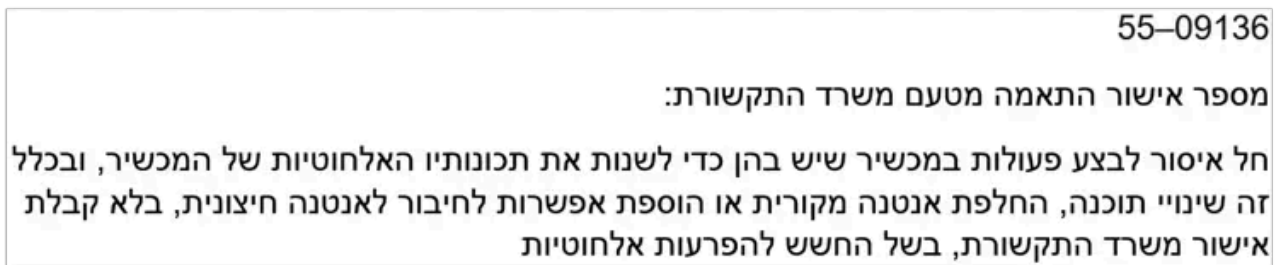 55–09136
מספר אישור התאמה מטעם משרד התקשורת:
חל איסור לבצע פעולות במכשיר שיש בהן כדי לשנות את תכונותיו האלחוטיות של המכשיר, ובכלל
זה שינויי תוכנה, החלפת אנטנה מקורית או הוספת אפשרות לחיבור לאנטנה חיצונית, בלא קבלת
אישור משרד התקשורת, בשל החשש להפרעות אלחוטיות